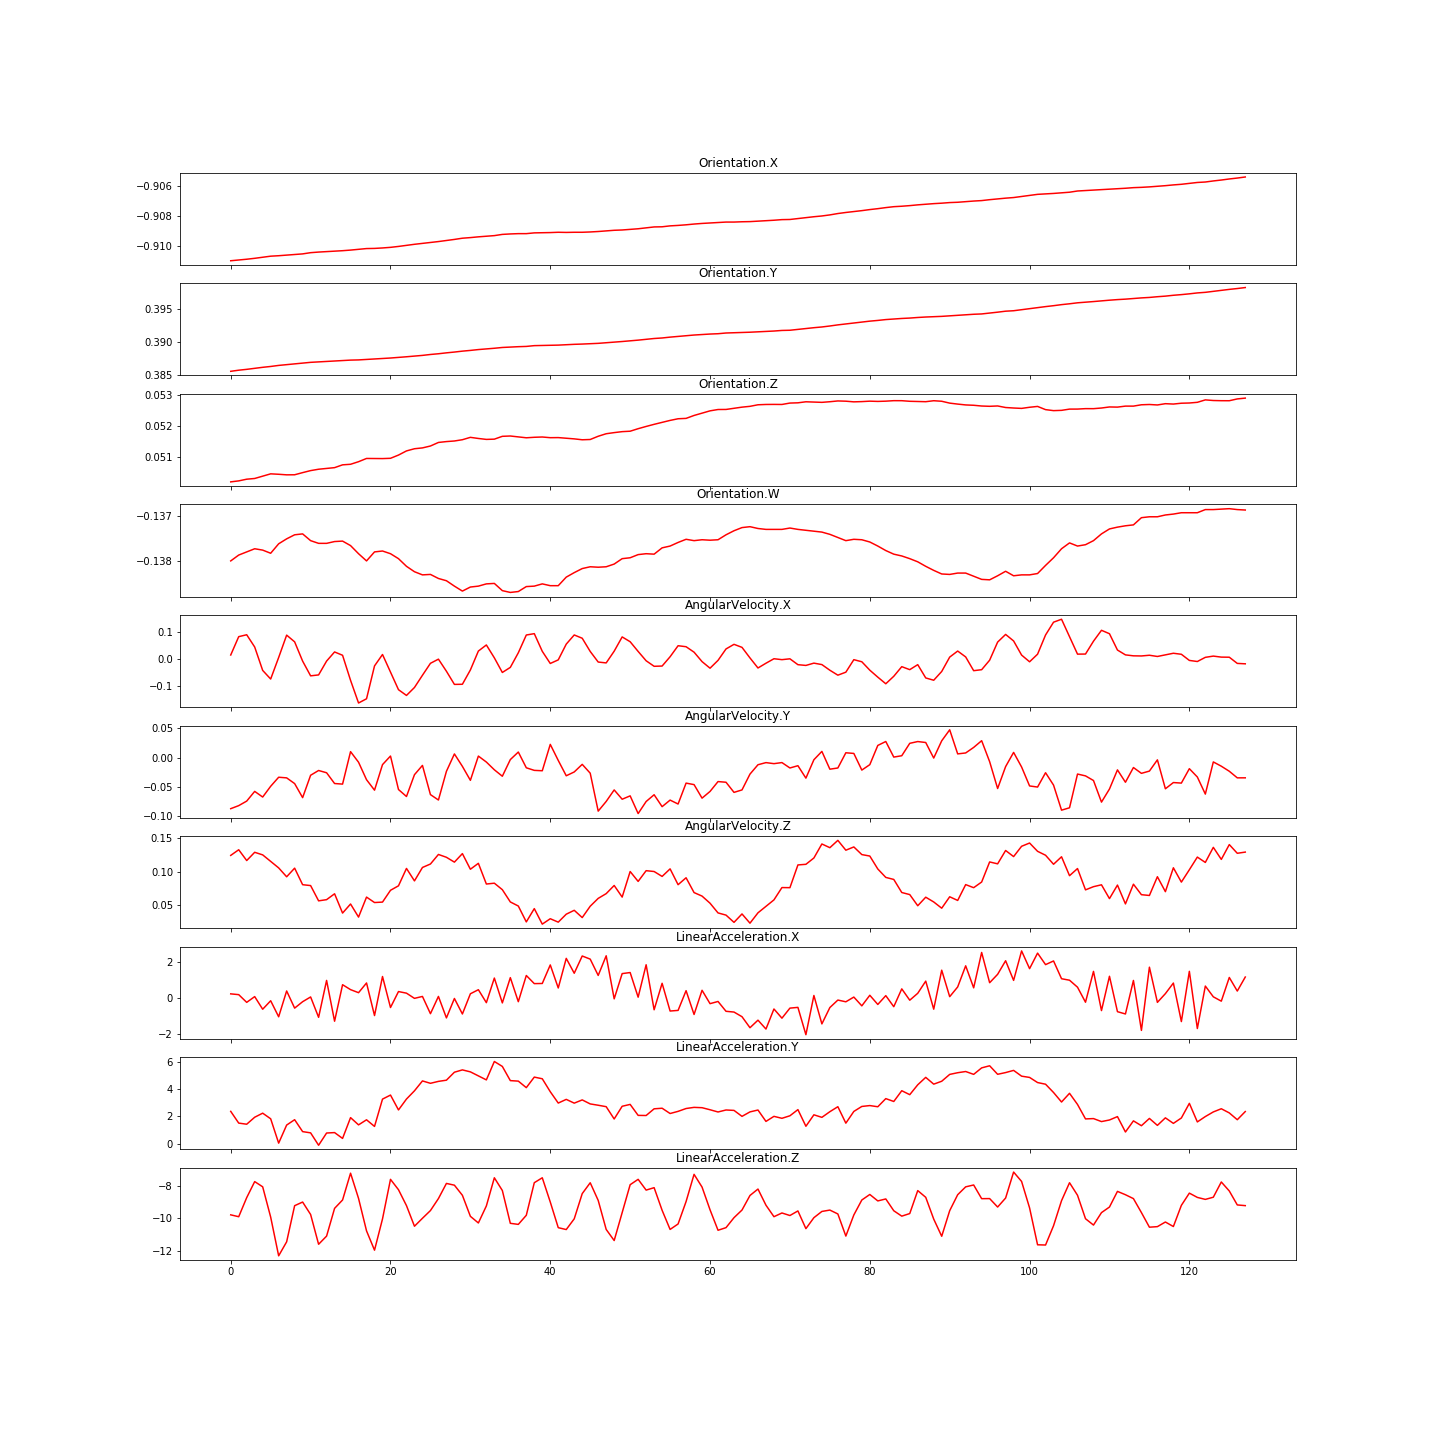 Orientation.X
−0.906
−0.908
−0.910
Orientation.Y
0.395
0.390
0.385
Orientation.Z
0.053
0.052
0.051
Orientation.W
−0.137
−0.138
AngularVelocity.X
0.1
0.0
−0.1
AngularVelocity.Y
0.05
0.00
−0.05
−0.10
AngularVelocity.Z
0.15
0.10
0.05
LinearAcceleration.X
2
0
−2
LinearAcceleration.Y
6
4
2
0
LinearAcceleration.Z
−8
−10
−12
0 20 40 60 80 100 120